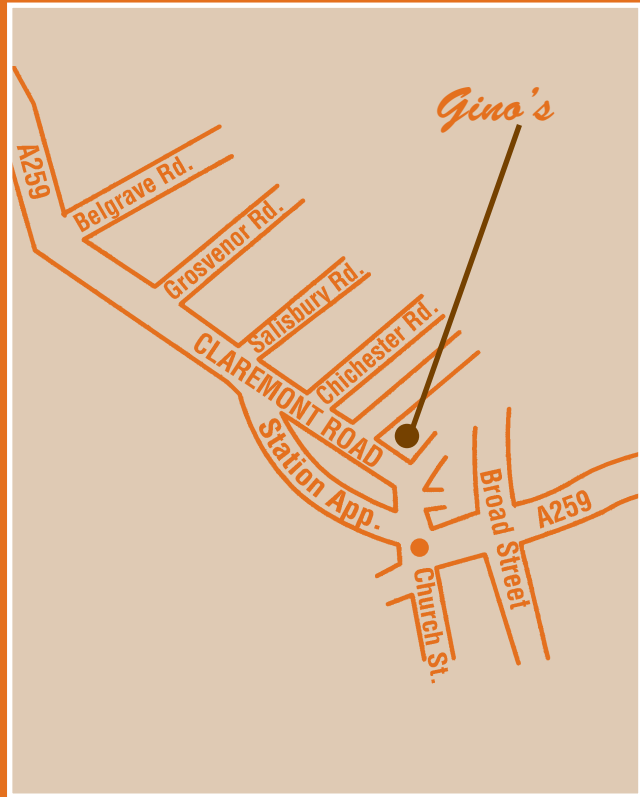 Gino's
A259
Belgrave Rd.
Grosvenor Rd.
Salisbury Rd.
Chichester Rd.
CLAREMONT ROAD
Station App.
Broad Street
A259
Church St.